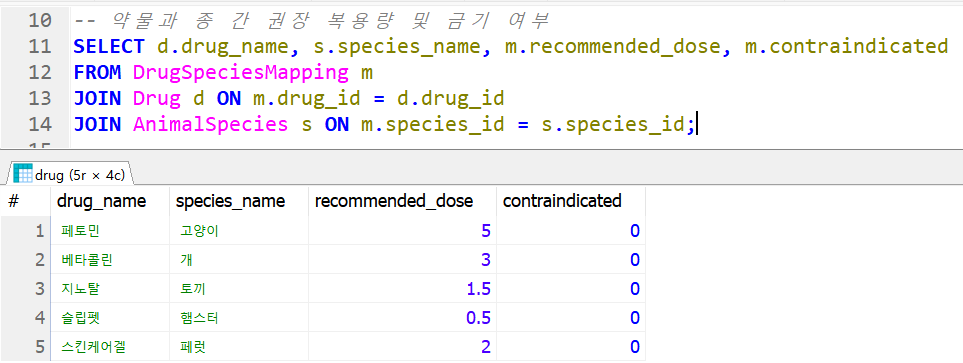 10 -- 약물과 종 간 권장 복용량 및 금기 여부
11 SELECT d.drug_name, s.species_name, m.recommended_dose, m.contraindicated
12 FROM DrugSpeciesMapping m
13 JOIN Drug d ON m.drug_id = d.drug_id
14 JOIN AnimalSpecies s ON m.species_id = s.species_id;
drug (5r × 4c)
# drug_name species_name recommended_dose contraindicated
1 페토민 고양이 5 0
2 베타콜린 개 3 0
3 지노탈 토끼 1.5 0
4 슬립펫 햄스터 0.5 0
5 스킨케어겔 페럿 2 0